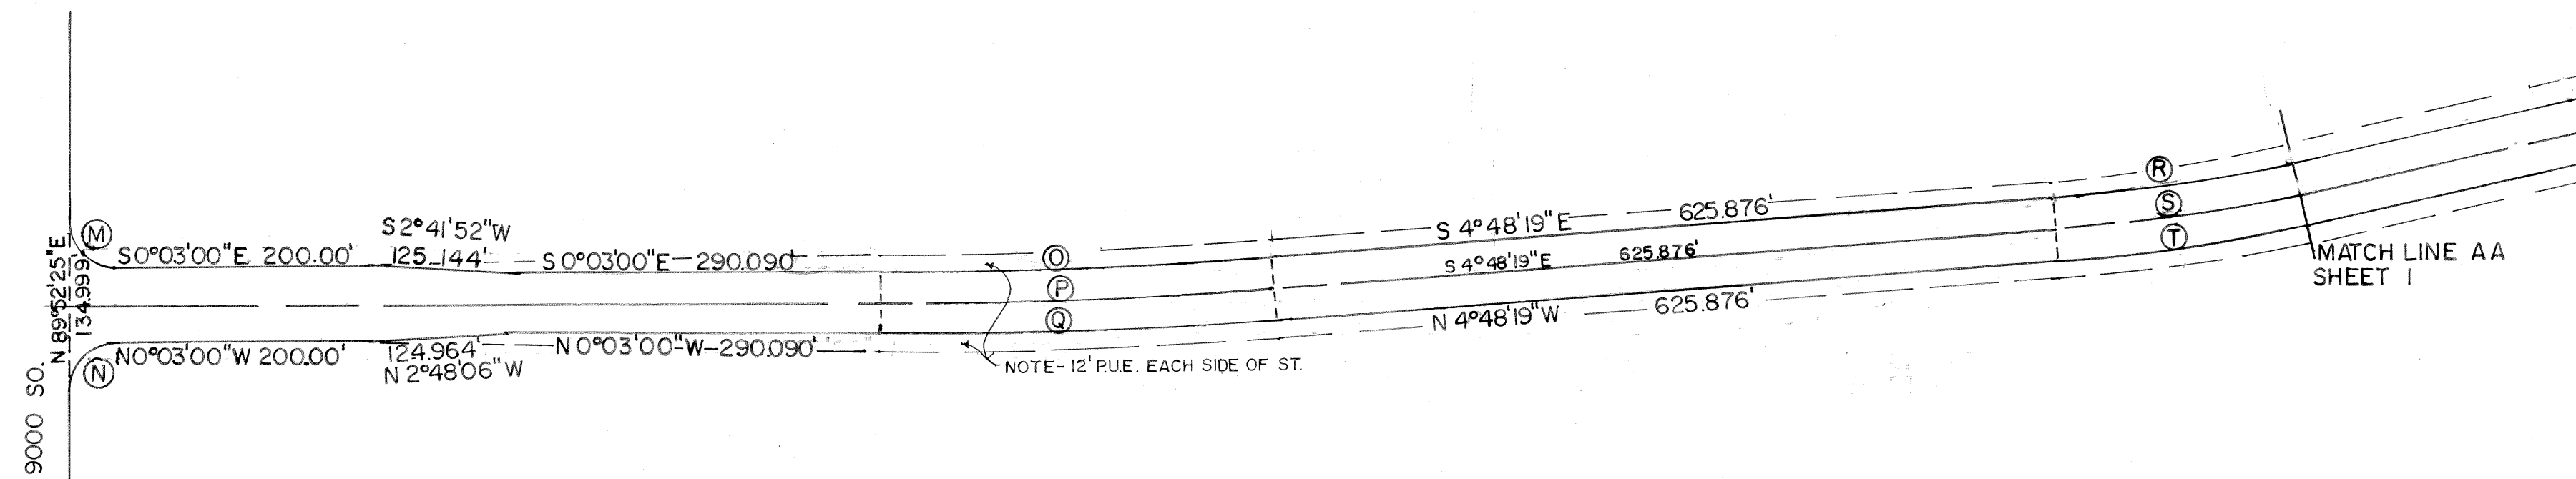 9000 SO.
N 89°52'25"E
134.999'
M
S0°03'00"E 200.00'
S 2°41'52"W
125.144'
S 0°03'00"E 290.090'
O
P
Q
S 4°48'19"E 625.876'
S 4°48'19"E 625.876'
N 4°48'19"W 625.876'
R
S
T
N
N0°03'00"W 200.00'
124.964'
N 2°48'06"W
N 0°03'00"W 290.090'
NOTE- 12' P.U.E. EACH SIDE OF ST.
MATCH LINE AA
SHEET 1